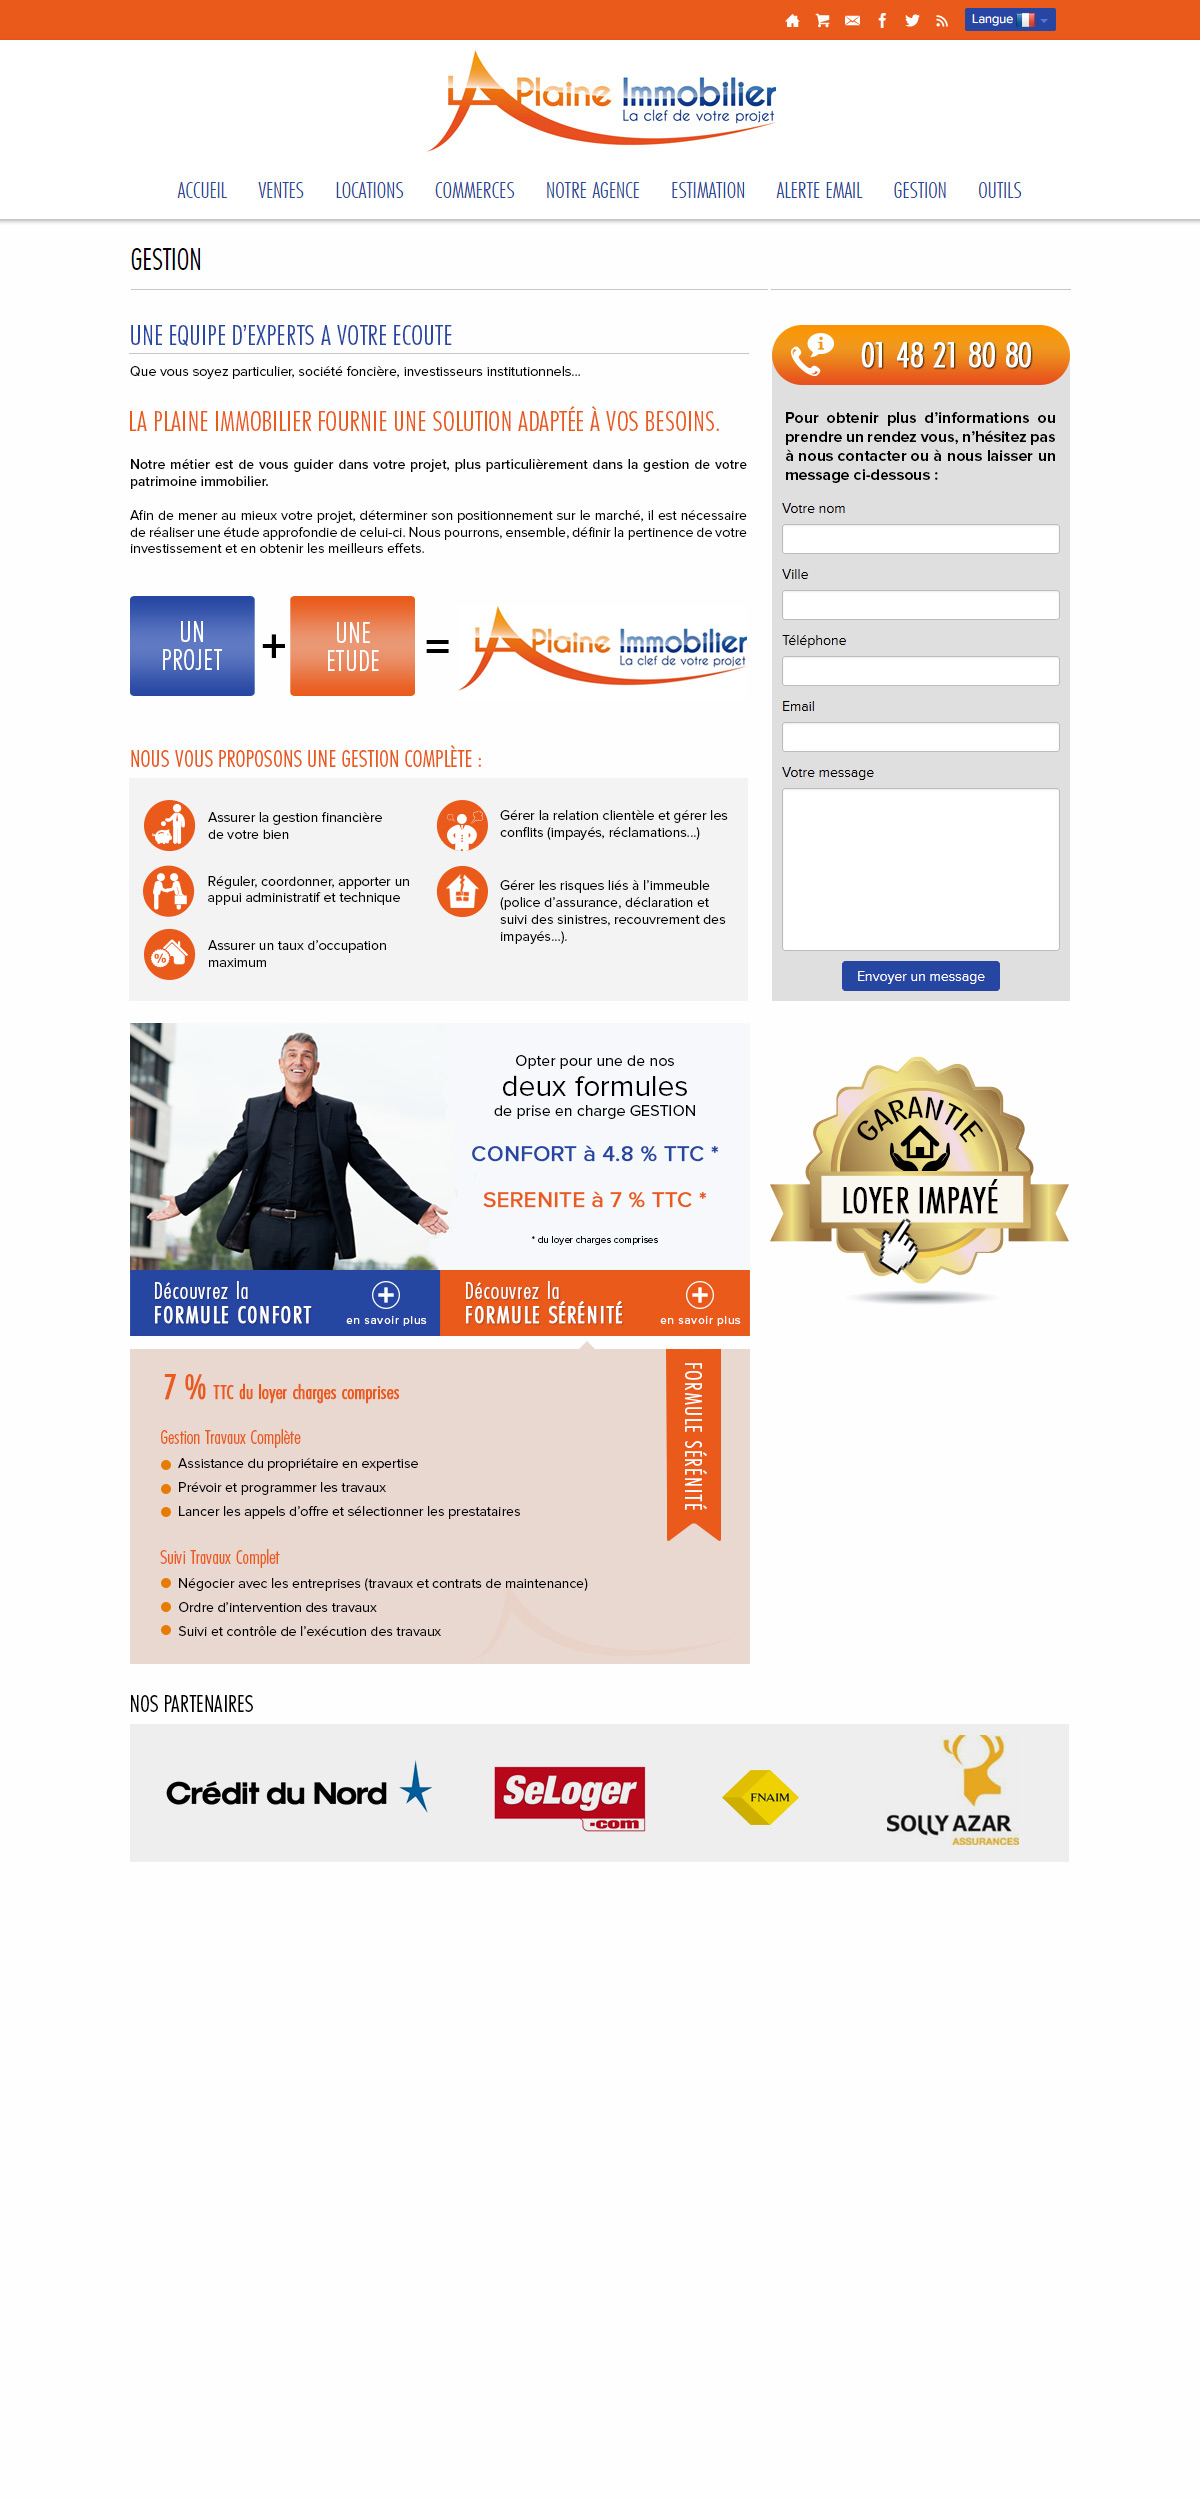 Langue
LA Plaine Immobilier
La clef de votre projet
ACCUEIL VENTES LOCATIONS COMMERCES NOTRE AGENCE ESTIMATION ALERTE EMAIL GESTION OUTILS
GESTION
UNE EQUIPE D'EXPERTS A VOTRE ECOUTE
Que vous soyez particulier, société foncière, investisseurs institutionnels...
LA PLAINE IMMOBILIER FOURNIE UNE SOLUTION ADAPTÉE À VOS BESOINS.
Notre métier est de vous guider dans votre projet, plus particulièrement dans la gestion de votre
patrimoine immobilier.
Afin de mener au mieux votre projet, déterminer son positionnement sur le marché, il est nécessaire
de réaliser une étude approfondie de celui-ci. Nous pourrons, ensemble, définir la pertinence de votre
investissement et en obtenir les meilleurs effets.
UN
PROJET
+
UNE
ETUDE
=
LA Plaine Immobilier
La clef de votre projet
NOUS VOUS PROPOSONS UNE GESTION COMPLÈTE :
Assurer la gestion financière
de votre bien
Réguler, coordonner, apporter un
appui administratif et technique
%
Assurer un taux d'occupation
maximum
Gérer la relation clientèle et gérer les
conflits (impayés, réclamations...)
Gérer les risques liés à l'immeuble
(police d'assurance, déclaration et
suivi des sinistres, recouvrement des
impayés...).
01 48 21 80 80
Pour obtenir plus d'informations ou
prendre un rendez vous, n'hésitez pas
à nous contacter ou à nous laisser un
message ci-dessous :
Votre nom
Ville
Téléphone
Email
Votre message
Envoyer un message
Opter pour une de nos
deux formules
de prise en charge GESTION
CONFORT à 4.8 % TTC *
SERENITE à 7 % TTC *
* du loyer charges comprises
Découvrez la
FORMULE CONFORT
en savoir plus
Découvrez la
FORMULE SÉRÉNITÉ
en savoir plus
GARANTIE
LOYER IMPAYÉ
7 % TTC du loyer charges comprises
FORMULE SÉRÉNITÉ
Gestion Travaux Complète
Assistance du propriétaire en expertise
Prévoir et programmer les travaux
Lancer les appels d'offre et sélectionner les prestataires
Suivi Travaux Complet
Négocier avec les entreprises (travaux et contrats de maintenance)
Ordre d'intervention des travaux
Suivi et contrôle de l'exécution des travaux
NOS PARTENAIRES
Crédit du Nord
SeLoger
.com
FNAIM
SOLLY AZAR
ASSURANCES